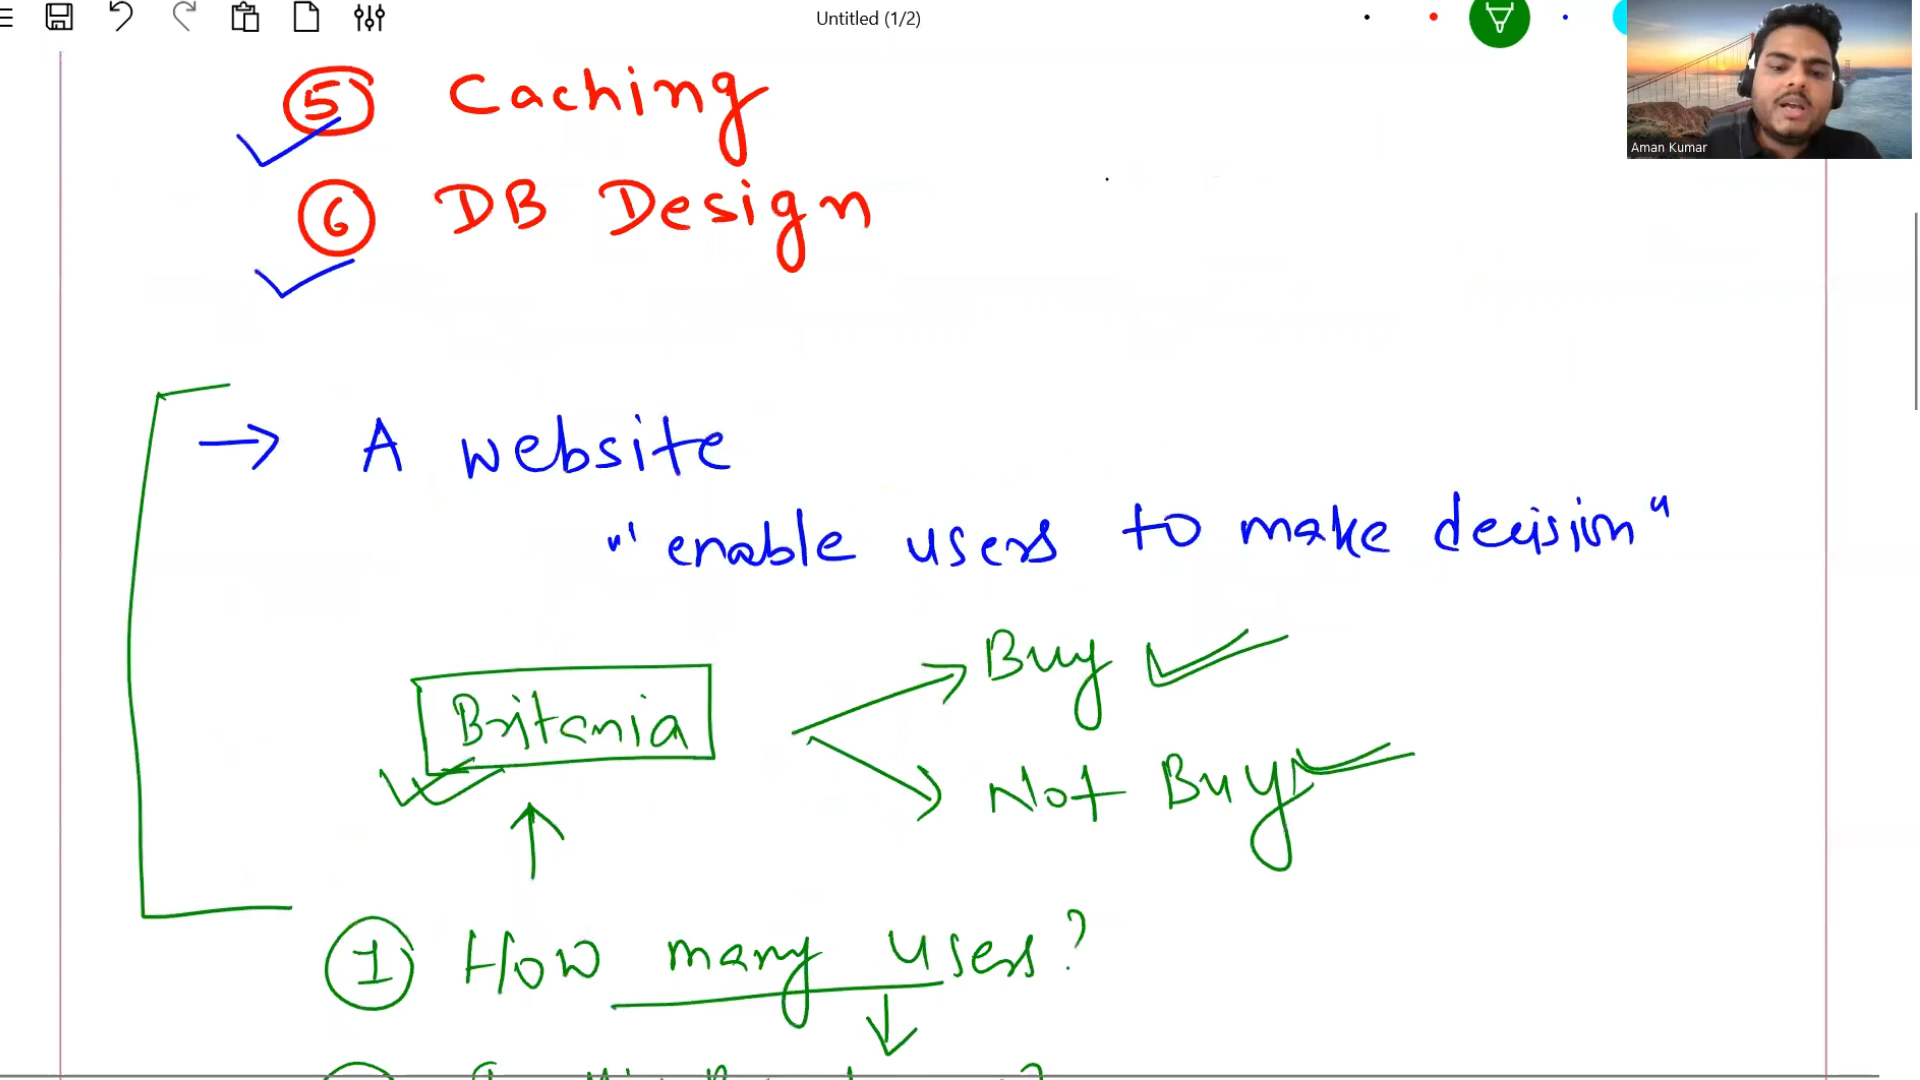 Untitled (1/2)
Aman Kumar
5 Caching
6 DB Design
→ A website
"enable users to make decision"
Britania
Buy
Not Buy
1 How many users?